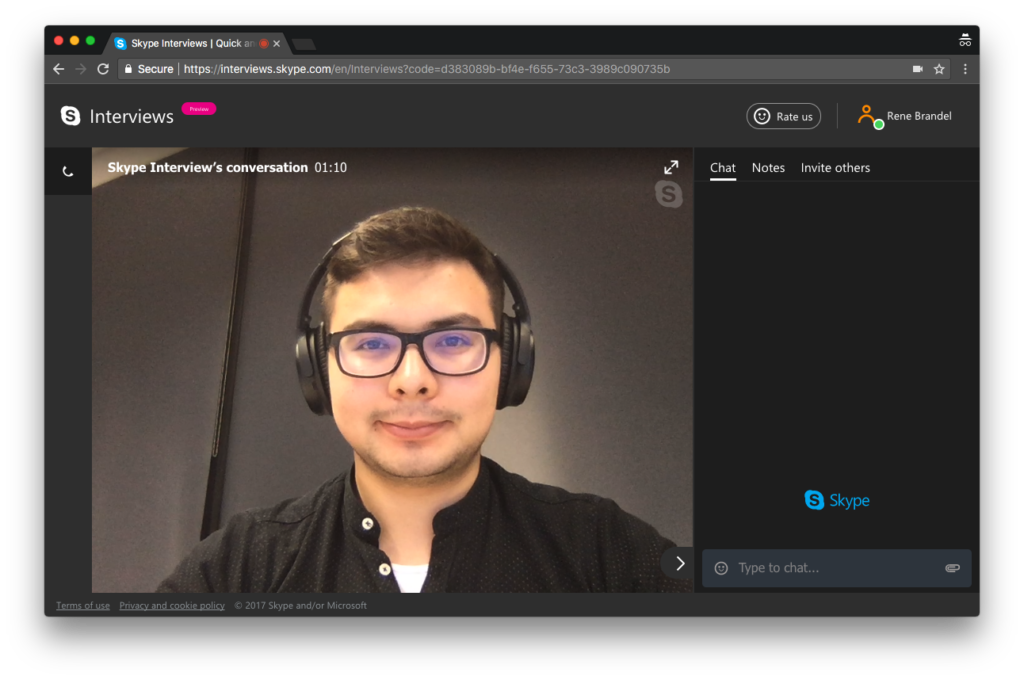 Skype Interviews | Quick an
Secure | https://interviews.skype.com/en/Interviews?code=d383089b-bf4e-f655-73c3-3989c090735b
Interviews Preview
Rate us
Rene Brandel
Skype Interview's conversation 01:10
Chat Notes Invite others
Skype
Type to chat...
Terms of use Privacy and cookie policy © 2017 Skype and/or Microsoft